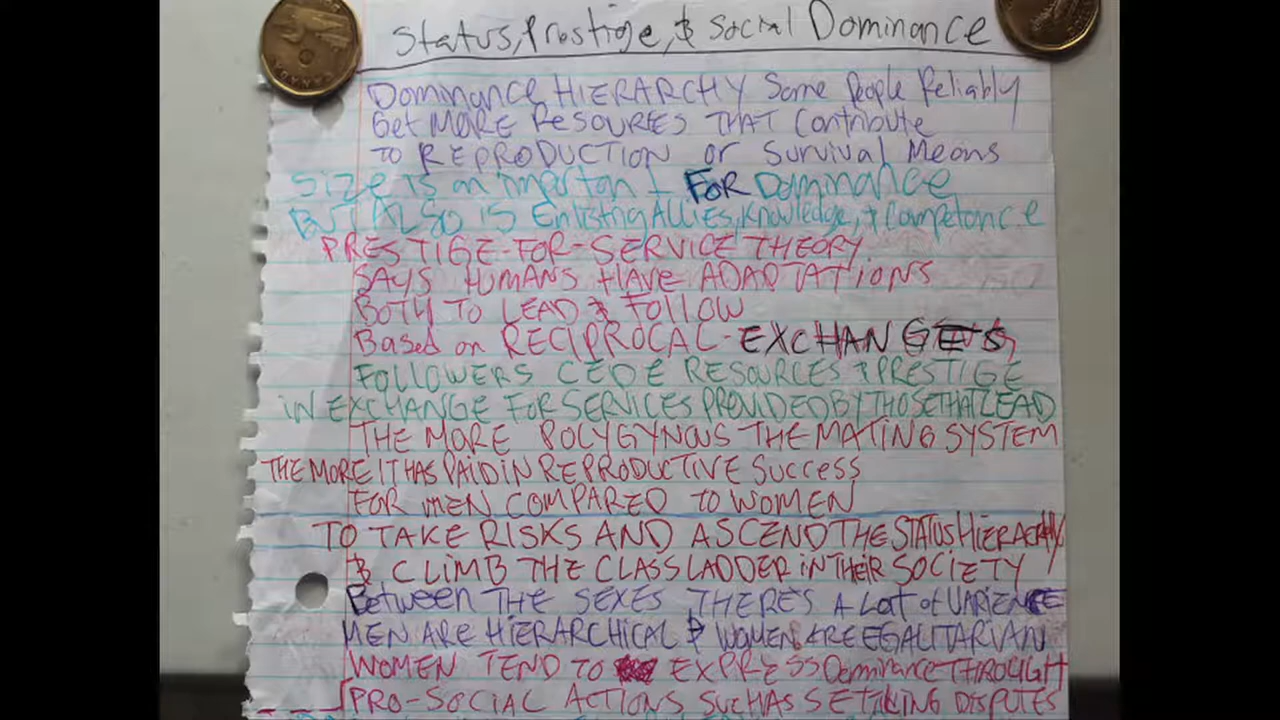 Status, Prestige, & Social Dominance
Dominance HIERARCHY Some People Reliably
Get MORE Resources THAT Contribute
TO REPRODUCTION or Survival Means
Size is an important FOR Dominance
BUT ALSO is Enlisting Allies, Knowledge, & Competence
PRESTIGE-FOR-SERVICE THEORY
SAYS HUMANS HAVE ADAPTATIONS
BOTH TO LEAD & FOLLOW
Based on RECIPROCAL-EXCHANGES
FOLLOWERS CEDE RESOURCES & PRESTIGE
IN EXCHANGE FOR SERVICES PROVIDED BY THOSE THAT LEAD
THE MORE POLYGYNOUS THE MATING SYSTEM
THE MORE IT HAS PAID IN REPRODUCTIVE Success
FOR MEN COMPARED TO WOMEN
TO TAKE RISKS AND ASCEND THE STATUS HIERARCHY
& CLIMB THE CLASS LADDER IN THEIR SOCIETY
Between THE SEXES THERE'S A Lot of VARIENCE
MEN ARE HIERARCHICAL & WOMEN ARE EGALITARIAN
WOMEN TEND TO EXPRESS Dominance THROUGH
PRO-SOCIAL ACTIONS SUCH AS SETTLING DISPUTES
CANADA